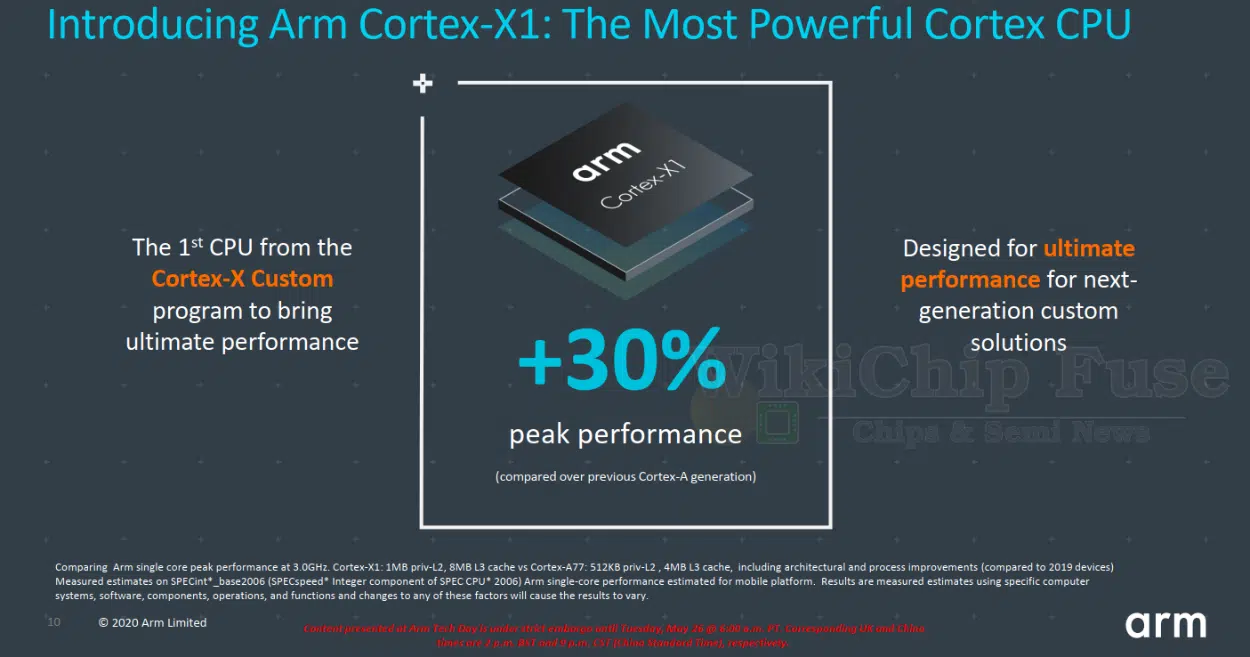 Introducing Arm Cortex-X1: The Most Powerful Cortex CPU
arm
Cortex-X1
The 1st CPU from the
Cortex-X Custom
program to bring
ultimate performance
+30%
peak performance
(compared over previous Cortex-A generation)
Designed for ultimate
performance for next-
generation custom
solutions
WikiChip Fuse
Chips & Semi News
Comparing Arm single core peak performance at 3.0GHz. Cortex-X1: 1MB priv-L2, 8MB L3 cache vs Cortex-A77: 512KB priv-L2 , 4MB L3 cache, including architectural and process improvements (compared to 2019 devices)
Measured estimates on SPECint*_base2006 (SPECspeed* Integer component of SPEC CPU* 2006) Arm single-core performance estimated for mobile platform. Results are measured estimates using specific computer
systems, software, components, operations, and functions and changes to any of these factors will cause the results to vary.
10 © 2020 Arm Limited
Content presented at Arm Tech Day is under strict embargo until Tuesday, May 26 @ 6:00 a.m. PT. Corresponding UK and China
times are 2 p.m. BST and 9 p.m. CST (China Standard Time), respectively.
arm